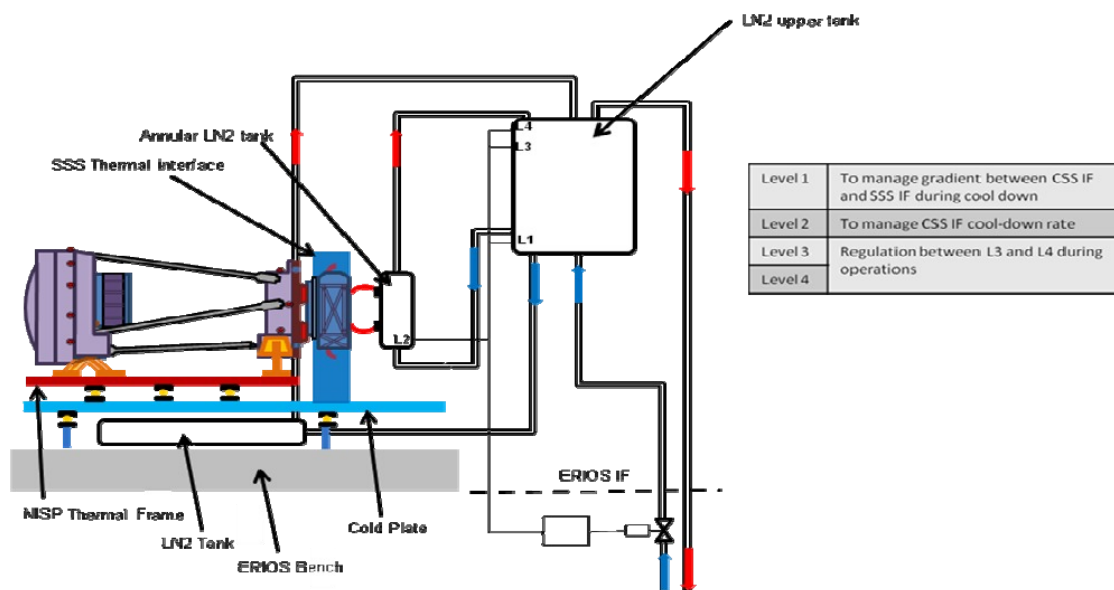 LN2 upper tank
Annular LN2 tank
SSS Thermal Interface
L4
L3
L1
L2
Level 1
To manage gradient between CSS IF
and SSS IF during cool down
Level 2
To manage CSS IF cool-down rate
Level 3
Regulation between L3 and L4 during
operations
Level 4
ERIOS IF
NISP Thermal Frame
LN2 Tank
ERIOS Bench
Cold Plate